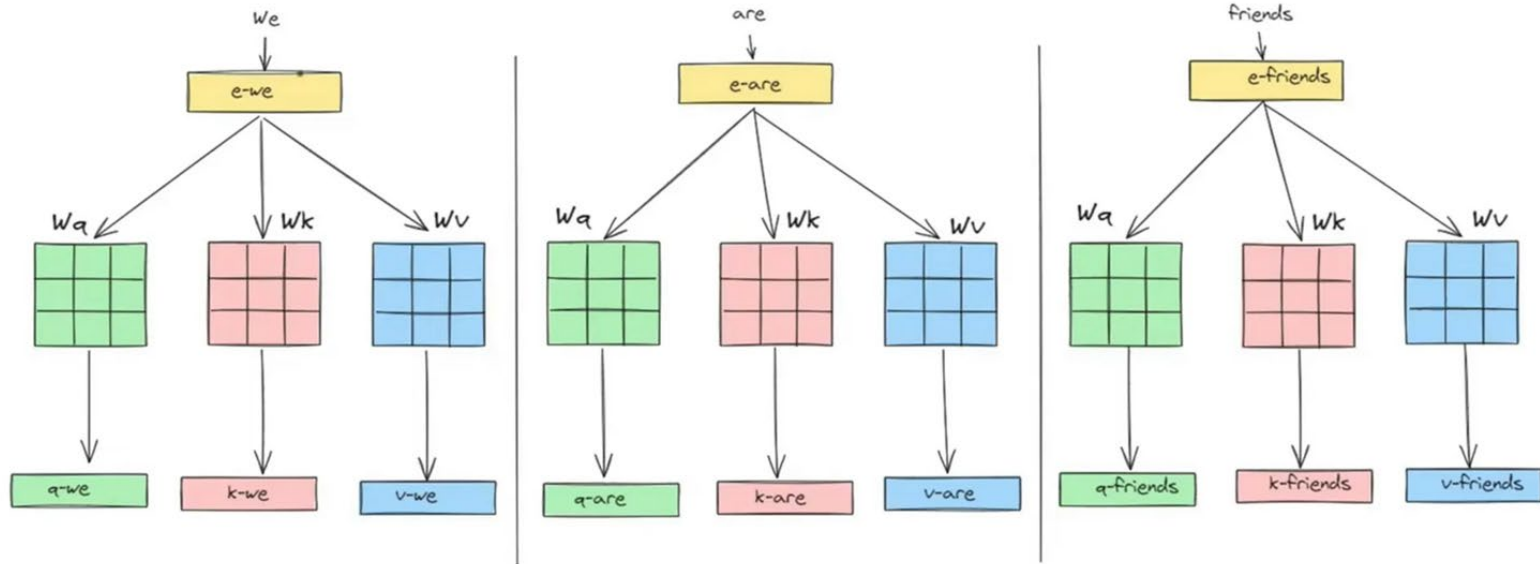 we
e-we
Wq
Wk
Wv
q-we
k-we
v-we
are
e-are
Wq
Wk
Wv
q-are
k-are
v-are
friends
e-friends
Wq
Wk
Wv
q-friends
k-friends
v-friends